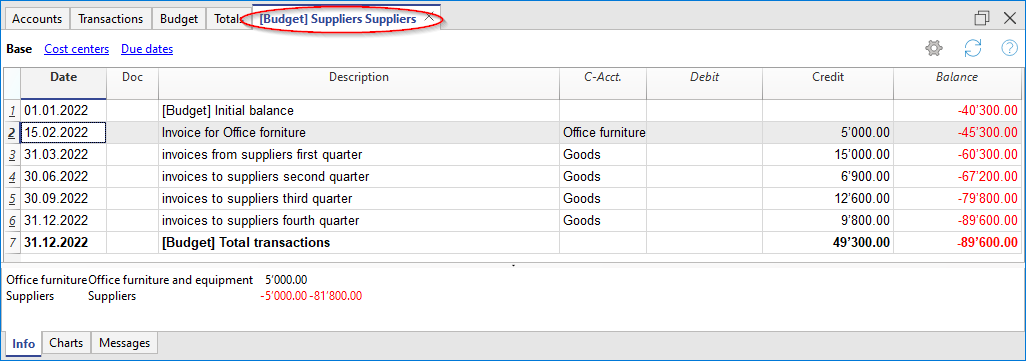 Accounts Transactions Budget Totals [Budget] Suppliers Suppliers
Base Cost centers Due dates
Date Doc Description C-Acct. Debit Credit Balance
1 01.01.2022 [Budget] Initial balance -40'300.00
2 15.02.2022 Invoice for Office forniture Office furniture 5'000.00 -45'300.00
3 31.03.2022 invoices from suppliers first quarter Goods 15'000.00 -60'300.00
4 30.06.2022 invoices to suppliers second quarter Goods 6'900.00 -67'200.00
5 30.09.2022 invoices to suppliers third quarter Goods 12'600.00 -79'800.00
6 31.12.2022 invoices to suppliers fourth quarter Goods 9'800.00 -89'600.00
7 31.12.2022 [Budget] Total transactions 49'300.00 -89'600.00
Office furniture Office furniture and equipment 5'000.00
Suppliers Suppliers -5'000.00 -81'800.00
Info Charts Messages